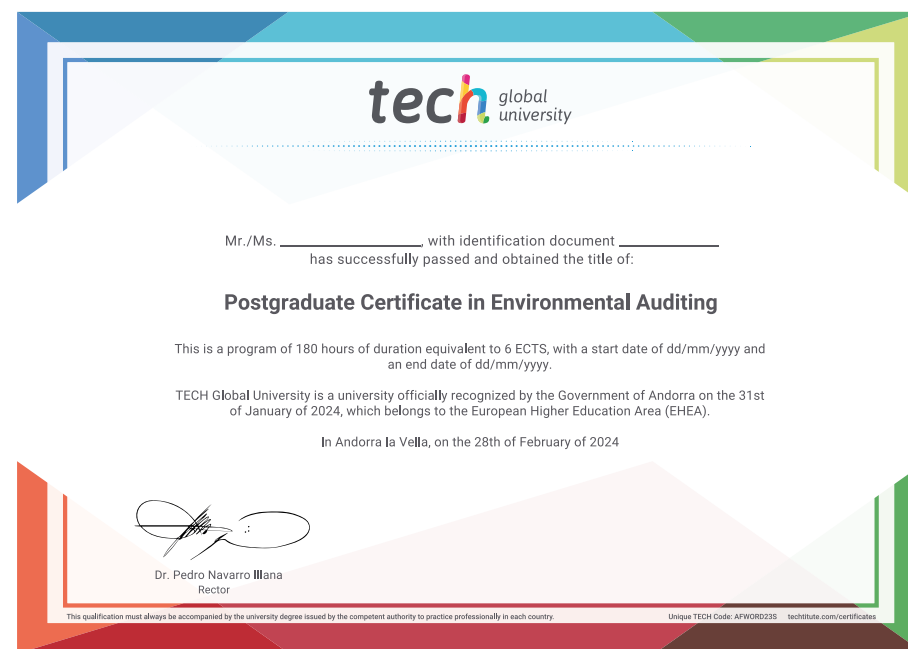 tech global university
Mr./Ms. ____________________, with identification document ______________
has successfully passed and obtained the title of:
Postgraduate Certificate in Environmental Auditing
This is a program of 180 hours of duration equivalent to 6 ECTS, with a start date of dd/mm/yyyy and
an end date of dd/mm/yyyy.
TECH Global University is a university officially recognized by the Government of Andorra on the 31st
of January of 2024, which belongs to the European Higher Education Area (EHEA).
In Andorra la Vella, on the 28th of February of 2024
Dr. Pedro Navarro Illana
Rector
This qualification must always be accompanied by the university degree issued by the competent authority to practice professionally in each country.
Unique TECH Code: AFWORD23S techtitute.com/certificates